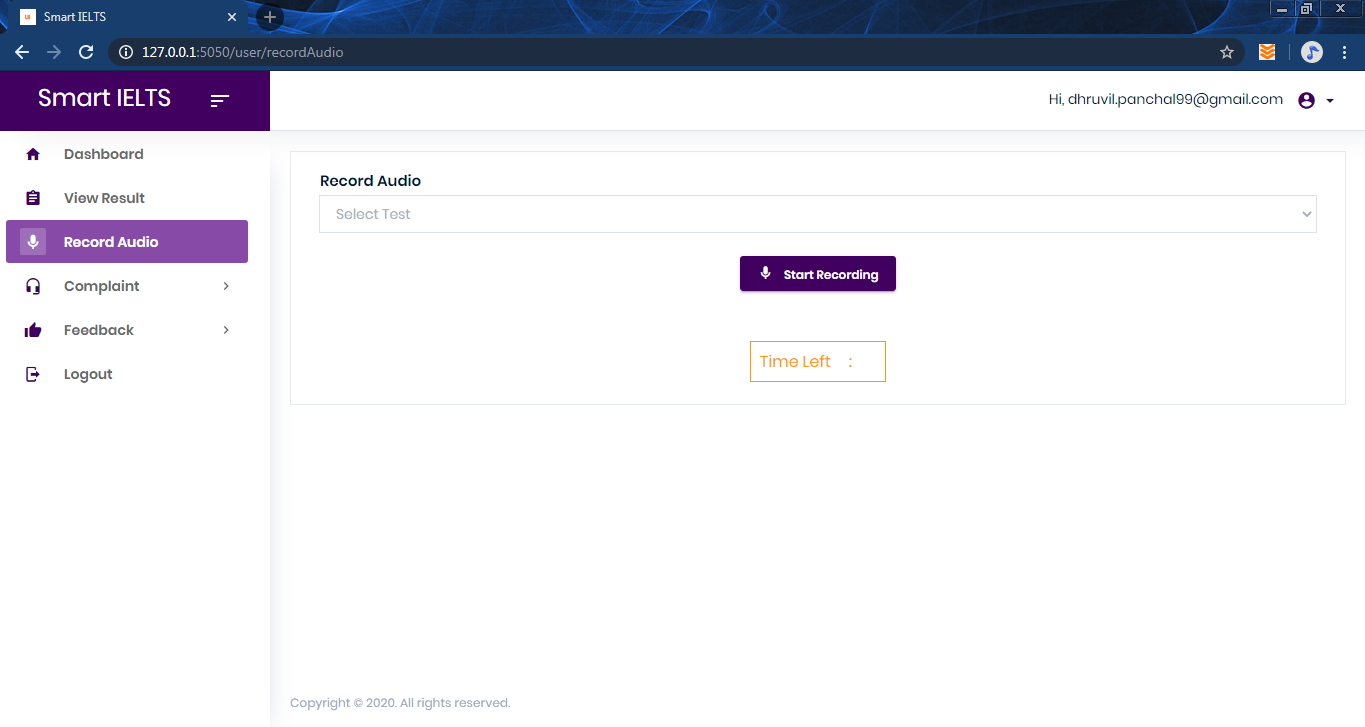 Smart IELTS
127.0.0.1:5050/user/recordAudio
Smart IELTS
Hi, dhruvil.panchal99@gmail.com
Dashboard
View Result
Record Audio
Complaint
Feedback
Logout
Record Audio
Select Test
Start Recording
Time Left :
Copyright © 2020. All rights reserved.